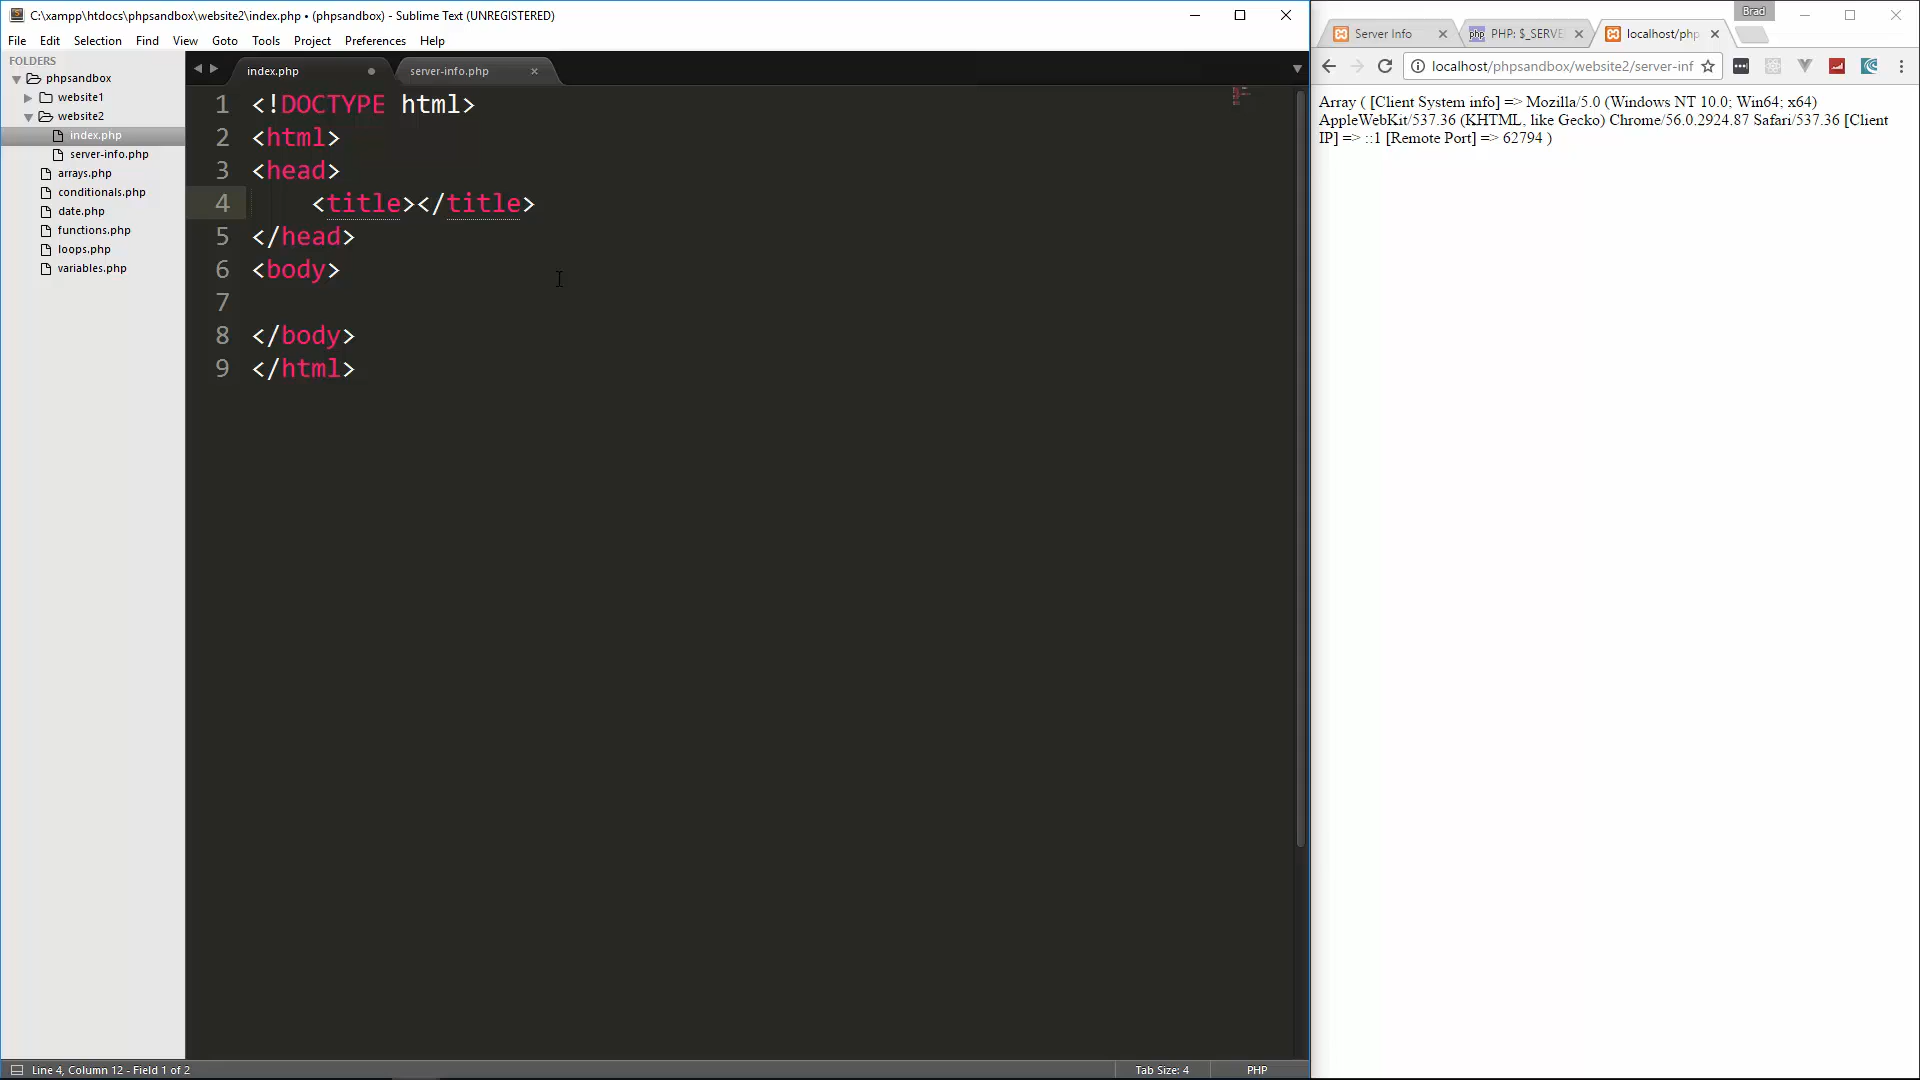 C:\xampp\htdocs\phpsandbox\website2\index.php • (phpsandbox) - Sublime Text (UNREGISTERED)
File Edit Selection Find View Goto Tools Project Preferences Help
FOLDERS
phpsandbox
website1
website2
index.php
server-info.php
arrays.php
conditionals.php
date.php
functions.php
loops.php
variables.php
index.php server-info.php
1 <!DOCTYPE html>
2 <html>
3 <head>
4 <title></title>
5 </head>
6 <body>
7
8 </body>
9 </html>
Line 4, Column 12 - Field 1 of 2 Tab Size: 4 PHP
Brad
Server Info PHP: $_SERVE localhost/php
localhost/phpsandbox/website2/server-inf
Array ( [Client System info] => Mozilla/5.0 (Windows NT 10.0; Win64; x64)
AppleWebKit/537.36 (KHTML, like Gecko) Chrome/56.0.2924.87 Safari/537.36 [Client
IP] => ::1 [Remote Port] => 62794 )